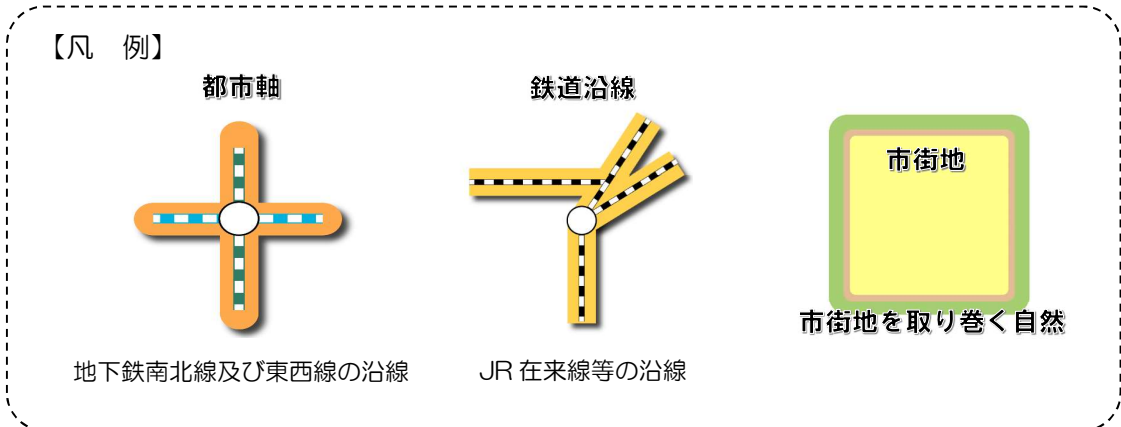 【凡　例】
都市軸
鉄道沿線
市街地
市街地を取り巻く自然
地下鉄南北線及び東西線の沿線
JR 在来線等の沿線